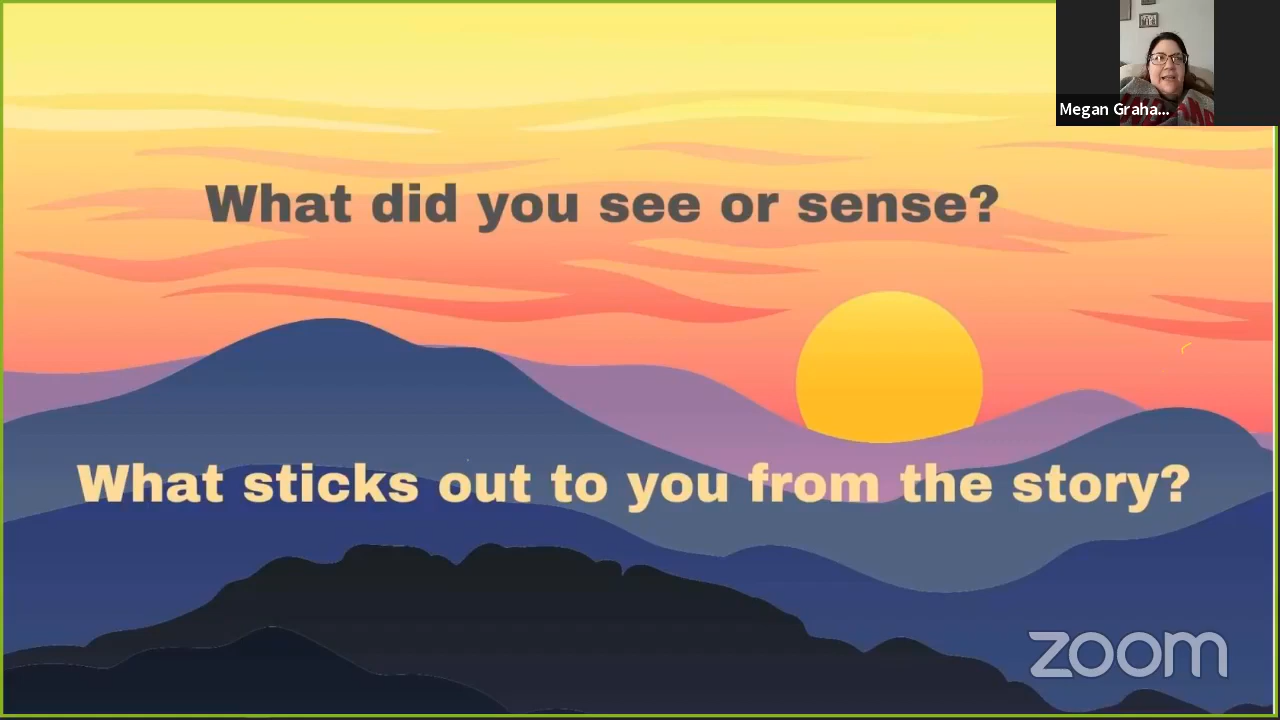 Megan Graha...
What did you see or sense?
What sticks out to you from the story?
zoom